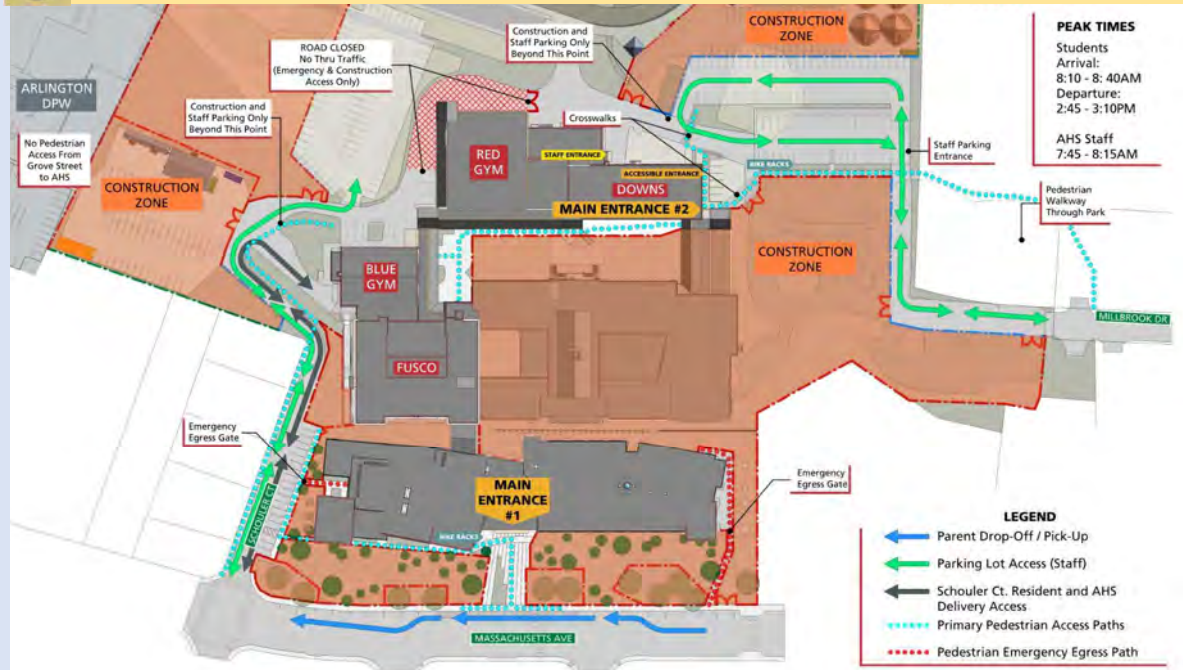 ROAD CLOSED
No Thru Traffic
(Emergency & Construction
Access Only)
Construction and
Staff Parking Only
Beyond This Point
CONSTRUCTION
ZONE
PEAK TIMES
Students
Arrival:
8:10 - 8: 40AM
Departure:
2:45 - 3:10PM
AHS Staff
7:45 - 8:15AM
ARLINGTON
DPW
No Pedestrian
Access From
Grove Street
to AHS
Construction and
Staff Parking Only
Beyond This Point
Crosswalks
CONSTRUCTION
ZONE
RED
GYM
STAFF ENTRANCE
ACCESSIBLE ENTRANCE
DOWNS
MAIN ENTRANCE #2
BIKE RACKS
Staff Parking
Entrance
Pedestrian
Walkway
Through Park
CONSTRUCTION
ZONE
BLUE
GYM
FUSCO
MILLBROOK DR
Emergency
Egress Gate
SCHOULER CT
MAIN
ENTRANCE
#1
BIKE RACKS
Emergency
Egress Gate
MASSACHUSETTS AVE
LEGEND
Parent Drop-Off / Pick-Up
Parking Lot Access (Staff)
Schouler Ct. Resident and AHS
Delivery Access
Primary Pedestrian Access Paths
Pedestrian Emergency Egress Path